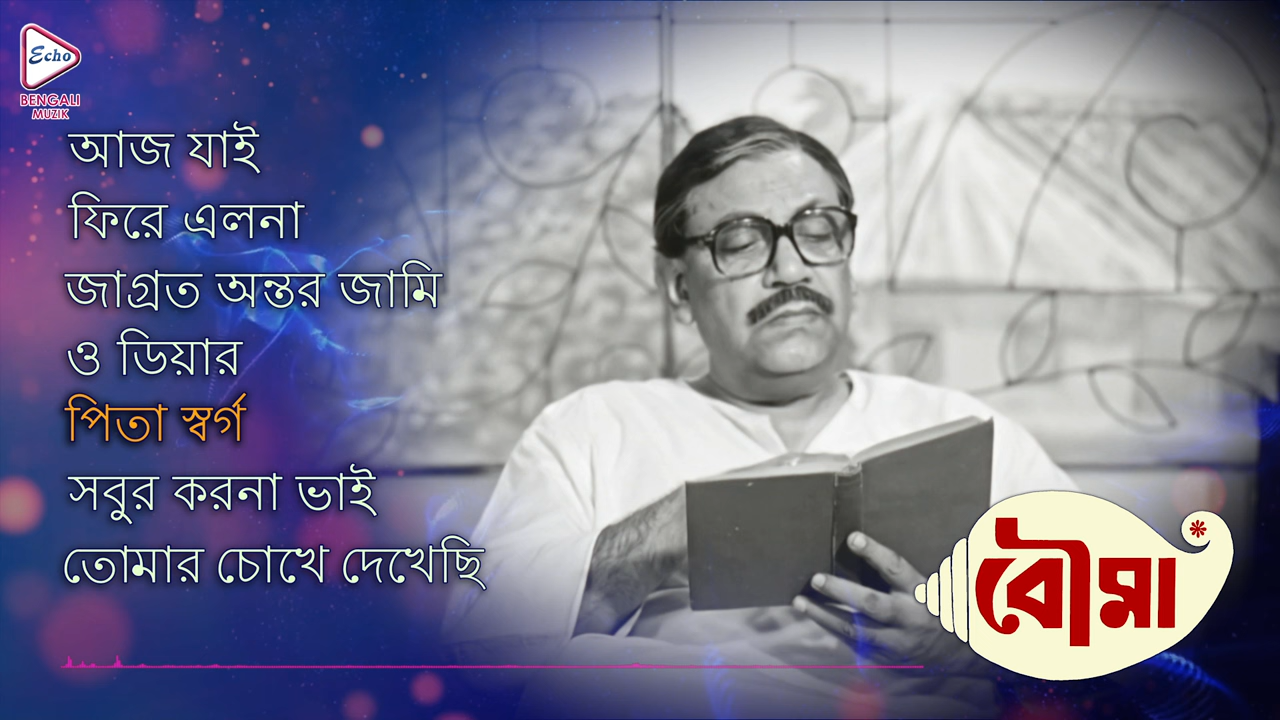 Echo
BENGALI
MUZIK
আজ যাই
ফিরে এলনা
জাগ্রত অন্তর জামি
ও ডিয়ার
পিতা স্বর্গ
সবুর করনা ভাই
তোমার চোখে দেখেছি
বৌমা